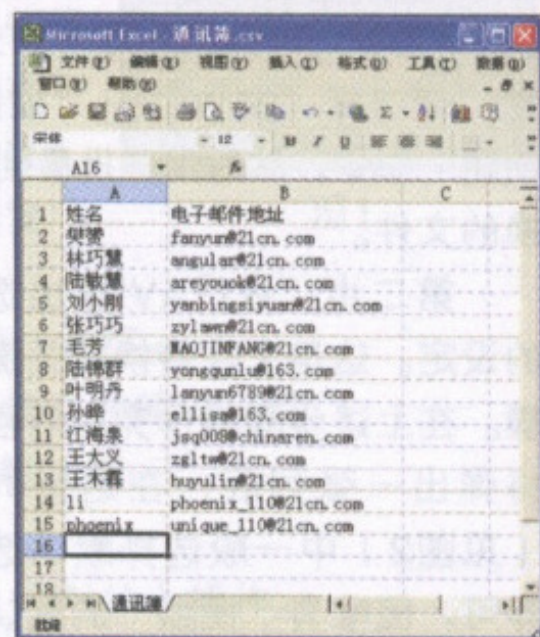 Microsoft Excel - 通讯簿.csv
文件(F) 编辑(E) 视图(V) 插入(I) 格式(O) 工具(T) 数据(D)
窗口(W) 帮助(H)
宋体 12 B I U
A16 fx
A B C
1 姓名 电子邮件地址
2 樊赟 fanyun@21cn.com
3 林巧慧 angular@21cn.com
4 陆敏慧 areyouok@21cn.com
5 刘小刚 yanbingsiyuan@21cn.com
6 张巧巧 zylawn@21cn.com
7 毛芳 MAOJINFANG@21cn.com
8 陆锦群 yongqunlu@163.com
9 叶明丹 lanyun6789@21cn.com
10 孙晔 ellisa@163.com
11 江海泉 jsq008@chinaren.com
12 王大义 zgltw@21cn.com
13 王木霖 huyulin@21cn.com
14 li phoenix_110@21cn.com
15 phoenix unique_110@21cn.com
16
17
18
通讯簿
就绪